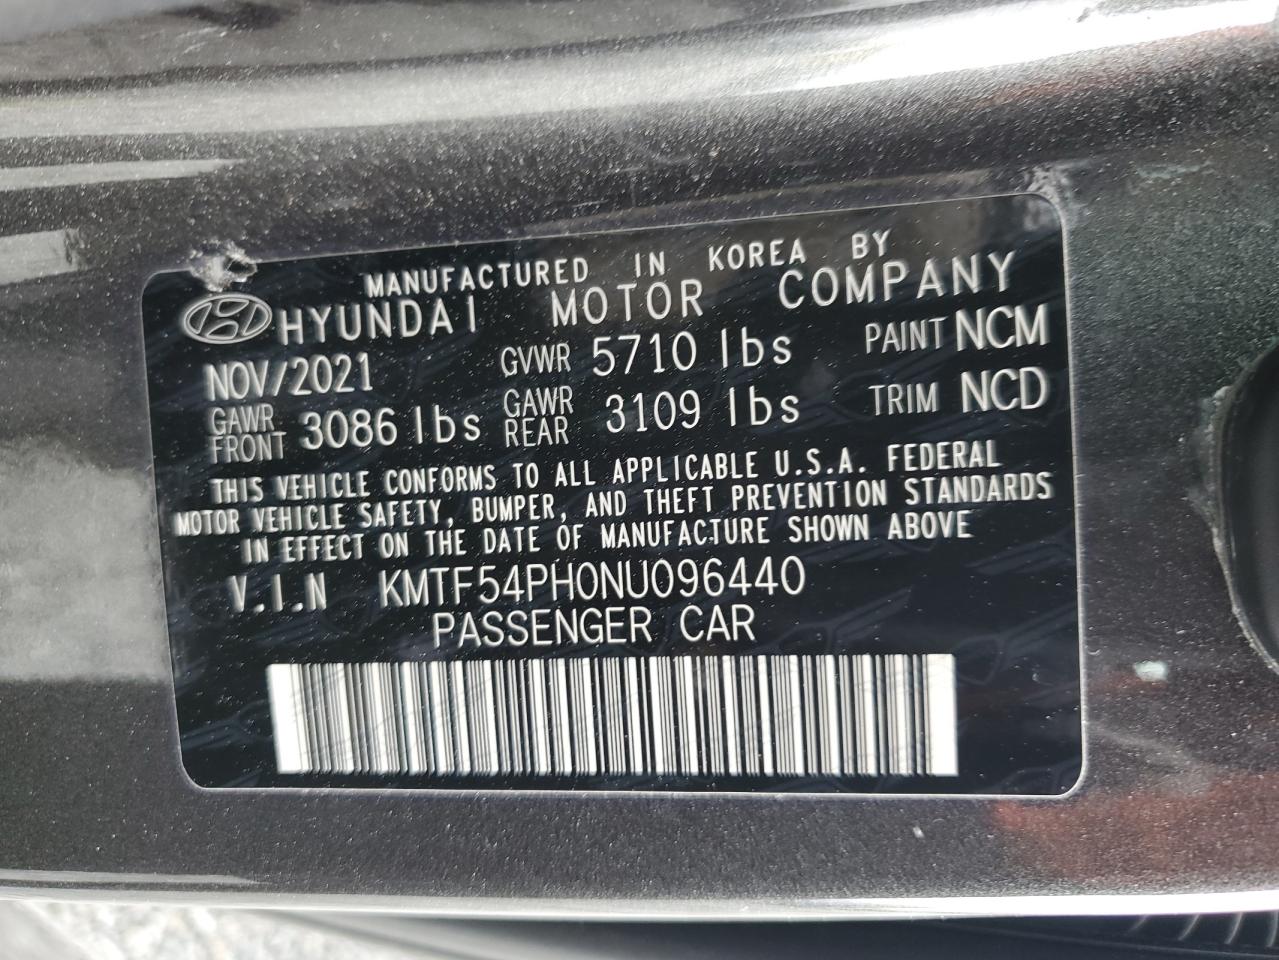 MANUFACTURED IN KOREA BY
HYUNDAI MOTOR COMPANY
NOV/2021 GVWR 5710 lbs PAINT NCM
GAWR FRONT 3086 lbs GAWR REAR 3109 lbs TRIM NCD
THIS VEHICLE CONFORMS TO ALL APPLICABLE U.S.A. FEDERAL
MOTOR VEHICLE SAFETY, BUMPER, AND THEFT PREVENTION STANDARDS
IN EFFECT ON THE DATE OF MANUFACTURE SHOWN ABOVE
V.I.N KMTF54PH0NU096440
PASSENGER CAR